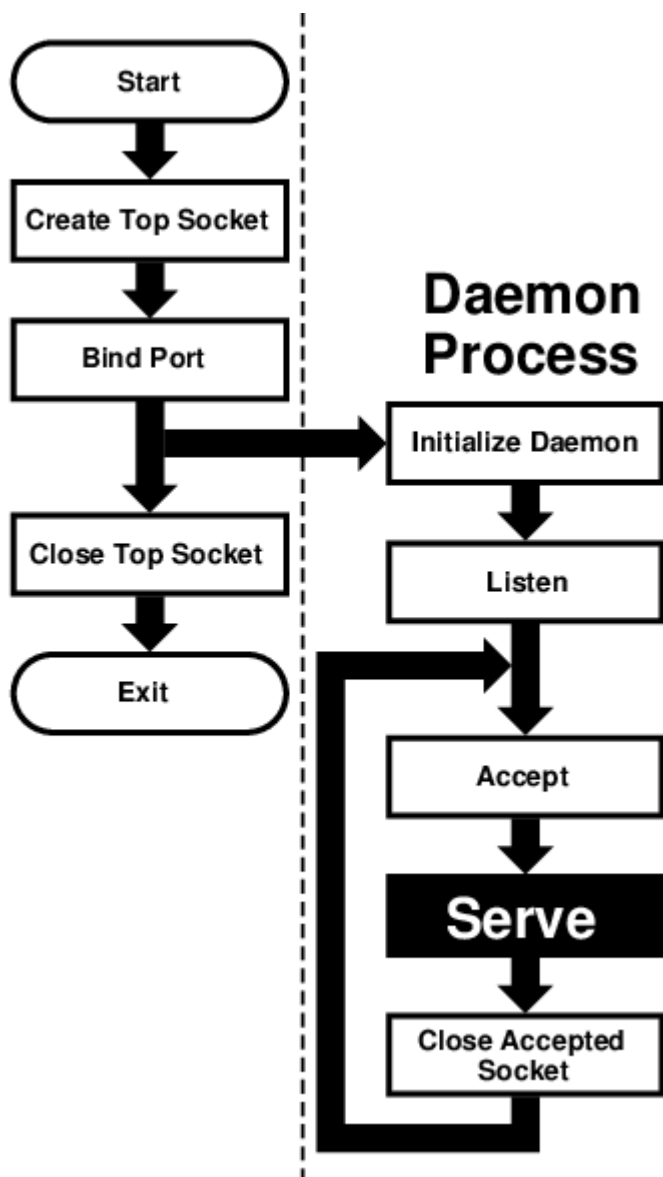 Start
Create Top Socket
Bind Port
Close Top Socket
Exit
Daemon
Process
Initialize Daemon
Listen
Accept
Serve
Close Accepted
Socket